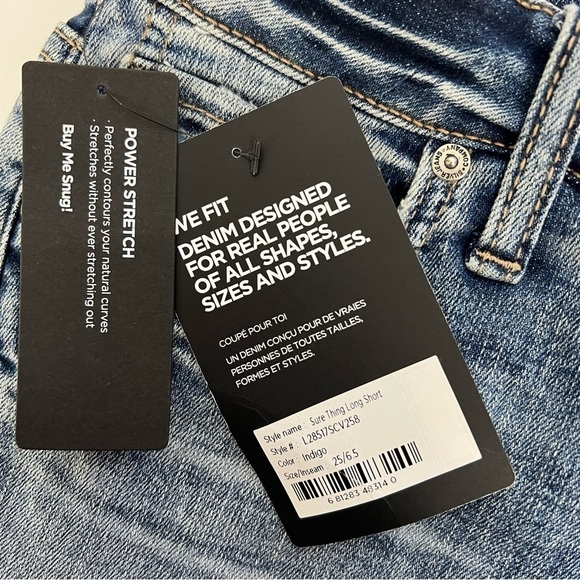 POWER STRETCH
· Perfectly contours your natural curves
· Stretches without ever stretching out
Buy Me Snug!
WE FIT
DENIM DESIGNED
FOR REAL PEOPLE
OF ALL SHAPES,
SIZES AND STYLES.
COUPÉ POUR TOI
UN DENIM CONÇU POUR DE VRAIES
PERSONNES DE TOUTES TAILLES,
FORMES ET STYLES.
Style name : Sure Thing Long Short
Style # : L28517SCV258
Color : Indigo
Size/Inseam : 25/6.5
6 81283 48314 0
SILVER JEANS COMPANY